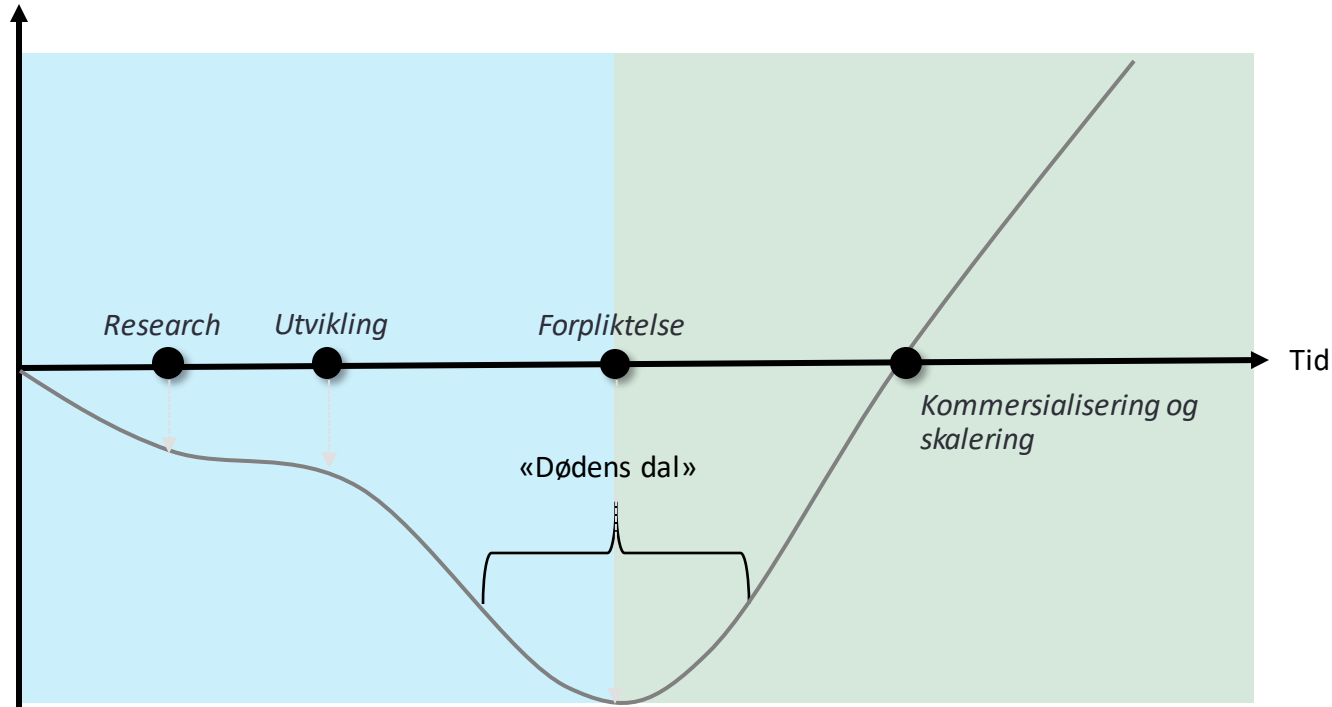 Research
Utvikling
Forpliktelse
Tid
Kommersialisering og
skalering
«Dødens dal»